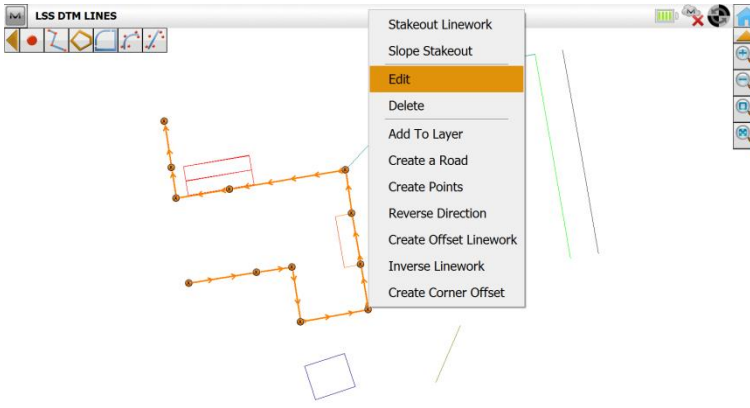 LSS DTM LINES
Stakeout Linework
Slope Stakeout
Edit
Delete
Add To Layer
Create a Road
Create Points
Reverse Direction
Create Offset Linework
Inverse Linework
Create Corner Offset